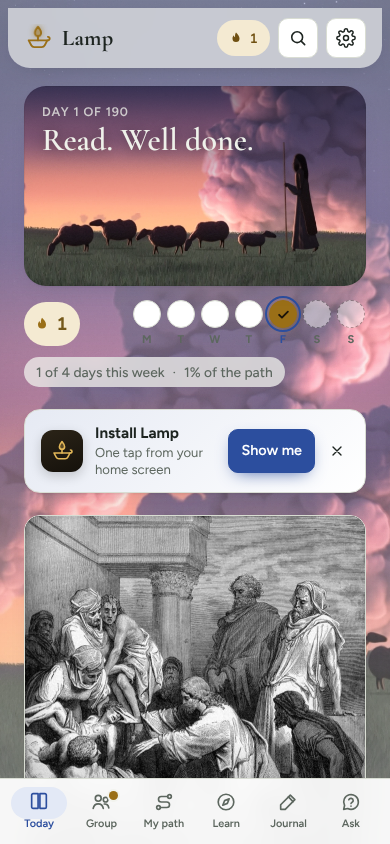 Lamp
1
DAY 1 OF 190
Read. Well done.
1
M T W T F S S
1 of 4 days this week · 1% of the path
Install Lamp
One tap from your
home screen
Show me
Today
Group
My path
Learn
Journal
Ask